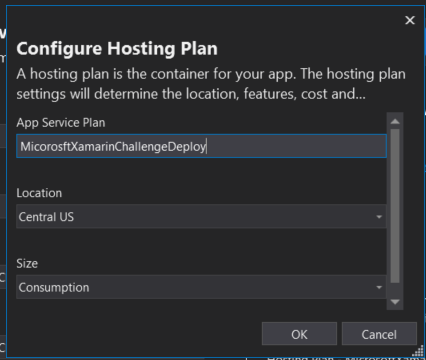 Configure Hosting Plan
A hosting plan is the container for your app. The hosting plan
settings will determine the location, features, cost and...
App Service Plan
MicorosftXamarinChallengeDeploy
Location
Central US
Size
Consumption
OK
Cancel